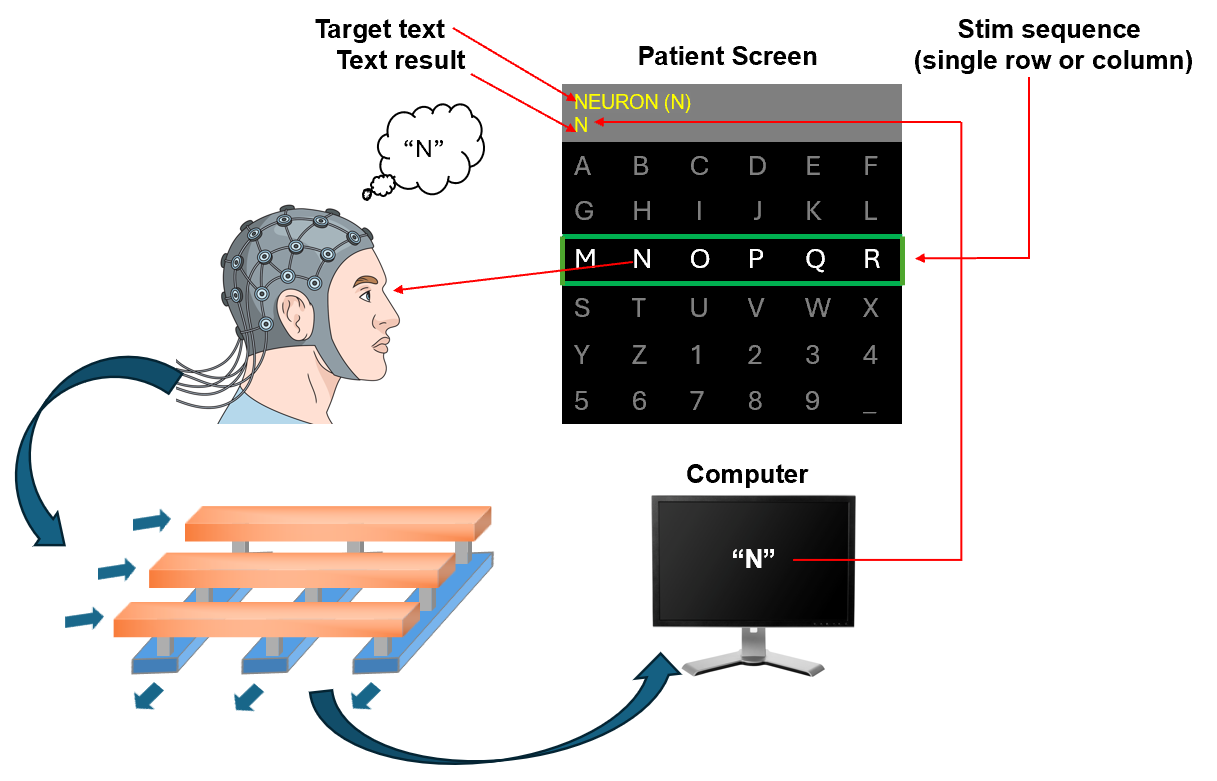 Target text
Text result
Patient Screen
Stim sequence
(single row or column)
NEURON (N)
N
“N”
A B C D E F
G H I J K L
M N O P Q R
S T U V W X
Y Z 1 2 3 4
5 6 7 8 9 _
Computer
“N”